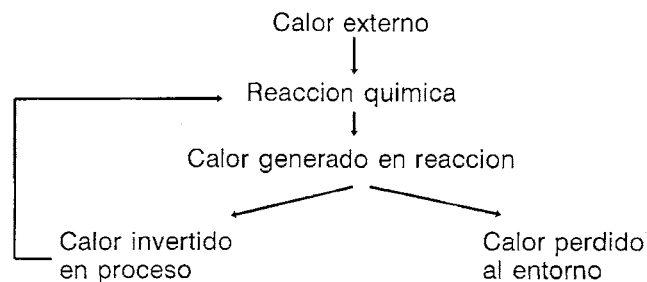 Calor externo
Reaccion quimica
Calor generado en reaccion
Calor invertido
en proceso
Calor perdido
al entorno